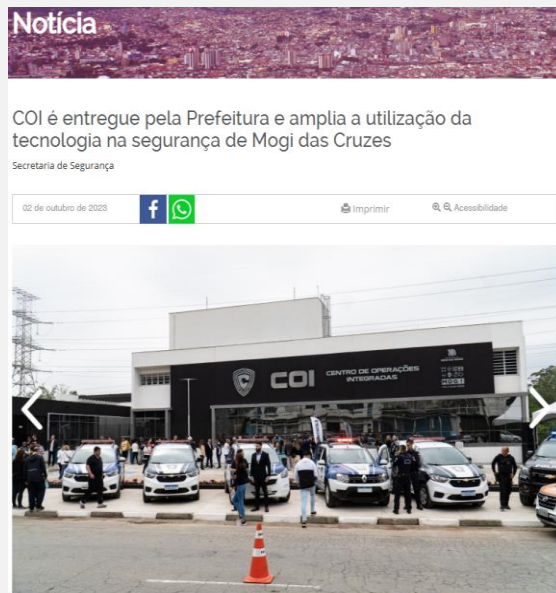 Notícia
COI é entregue pela Prefeitura e amplia a utilização da
tecnologia na segurança de Mogi das Cruzes
Secretaria de Segurança
02 de outubro de 2023
Imprimir
Acessibilidade
COI
CENTRO DE OPERAÇÕES
INTEGRADAS
MOGI